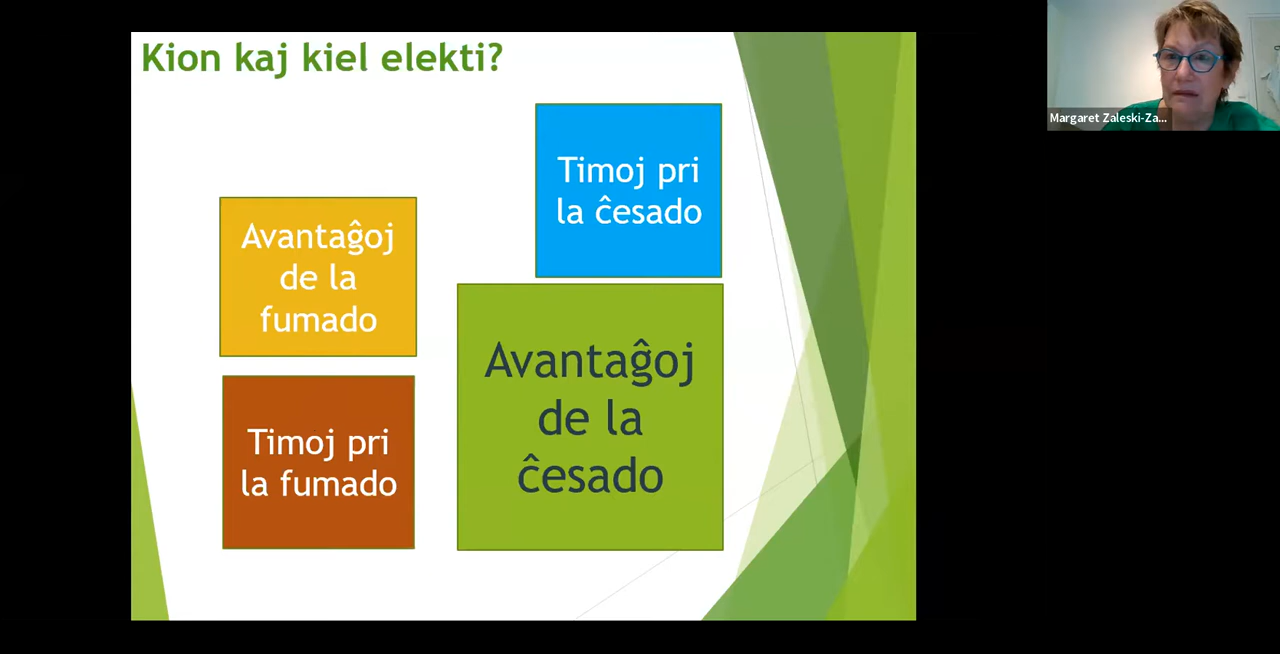 Kion kaj kiel elekti?
Timoj pri
la ĉesado
Avantaĝoj
de la
fumado
Avantaĝoj
de la
ĉesado
Timoj pri
la fumado
Margaret Zaleski-Za...